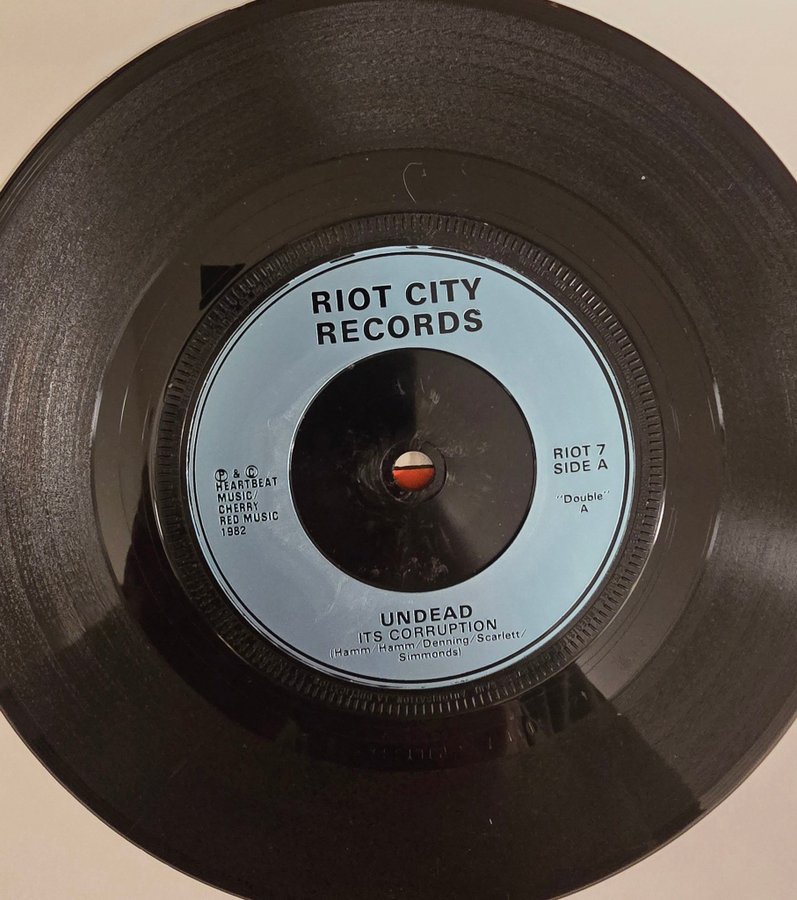 RIOT CITY
RECORDS
RIOT 7
SIDE A
"Double"
A
Ⓟ & ©
HEARTBEAT
MUSIC/
CHERRY
RED MUSIC
1982
UNDEAD
ITS CORRUPTION
(Hamm/Hamm/Denning/Scarlett/
Simmonds)